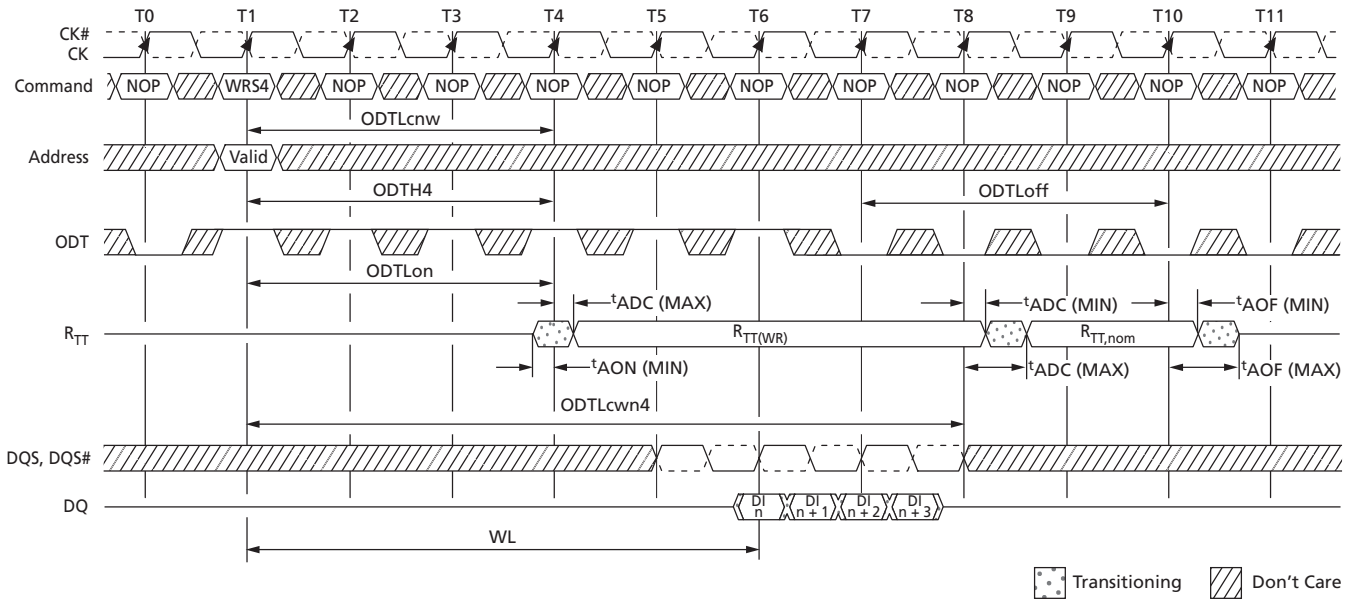 T0 T1 T2 T3 T4 T5 T6 T7 T8 T9 T10 T11
CK#
CK
Command NOP WRS4 NOP NOP NOP NOP NOP NOP NOP NOP NOP NOP
ODTLcnw
Address Valid
ODTH4 ODTLoff
ODT
ODTLon
tADC (MAX) tADC (MIN) tAOF (MIN)
RTT RTT(WR) RTT,nom
tAON (MIN) tADC (MAX) tAOF (MAX)
ODTLcwn4
DQS, DQS#
DQ DI n DI n + 1 DI n + 2 DI n + 3
WL
Transitioning Don't Care